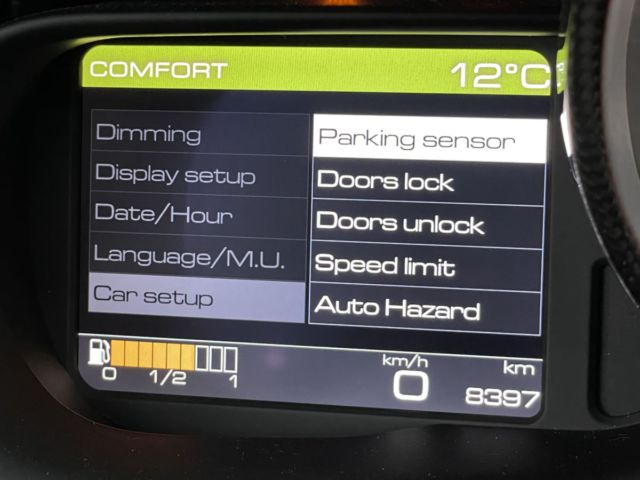 COMFORT 12°C
Dimming
Display setup
Date/Hour
Language/M.U.
Car setup
Parking sensor
Doors lock
Doors unlock
Speed limit
Auto Hazard
0 1/2 1
km/h
0
km
8397